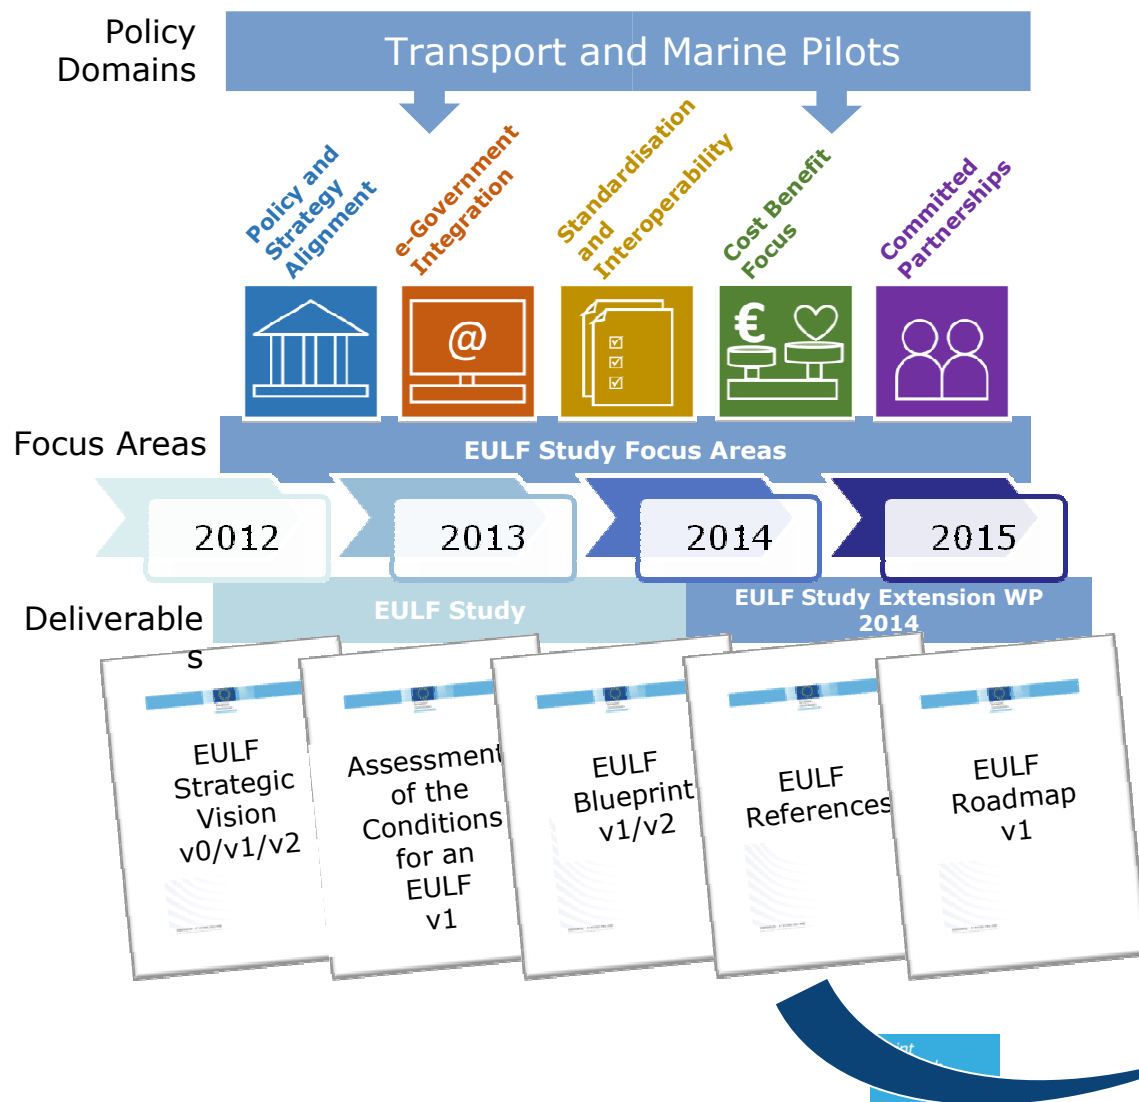 Policy
Domains
Transport and Marine Pilots
Policy and
Strategy
Alignment
e-Government
Integration
Standardisation
and
Interoperability
Cost Benefit
Focus
Committed
Partnerships
@
€
Focus Areas
EULF Study Focus Areas
2012
2013
2014
2015
Deliverable
s
EULF Study
EULF Study Extension WP
2014
EULF
Strategic
Vision
v0/v1/v2
Assessment
of the
Conditions
for an
EULF
v1
EULF
Blueprint
v1/v2
EULF
References
EULF
Roadmap
v1